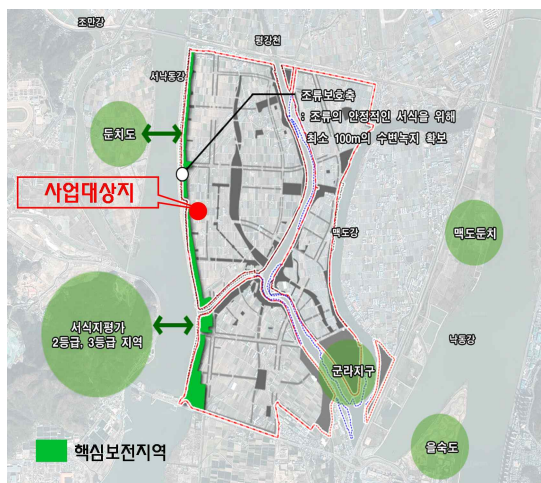 조만강
평강천
서낙동강
조류보호축
: 조류의 안정적인 서식을 위해
최소 100m의 수변녹지 확보
둔치도
사업대상지
맥도강
맥도둔치
서식지평가
2등급, 3등급 지역
낙동강
군라지구
을숙도
핵심보전지역